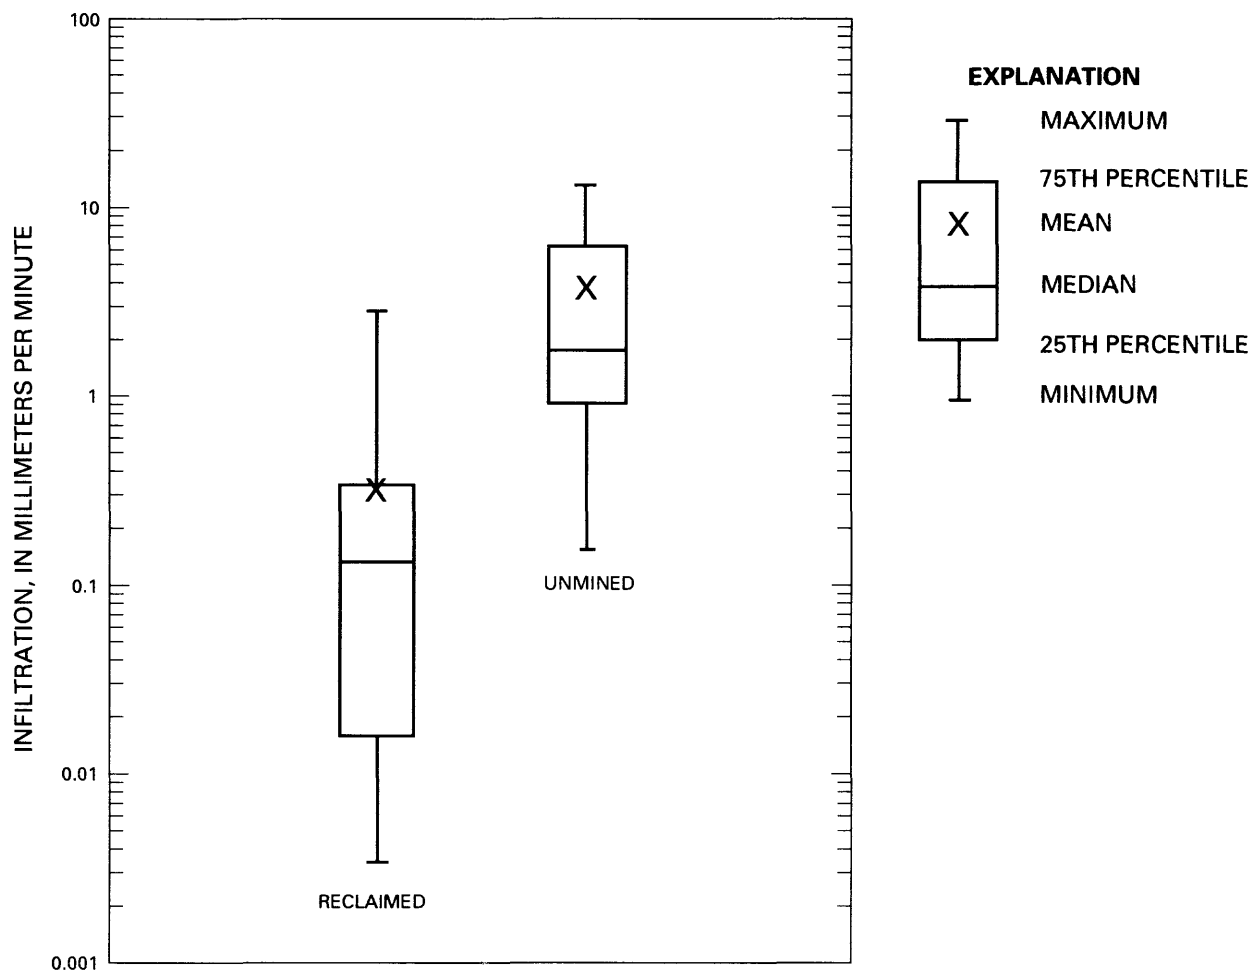 100
10
1
0.1
0.01
0.001
INFILTRATION, IN MILLIMETERS PER MINUTE
X
RECLAIMED
X
UNMINED
EXPLANATION
MAXIMUM
75TH PERCENTILE
X MEAN
MEDIAN
25TH PERCENTILE
MINIMUM